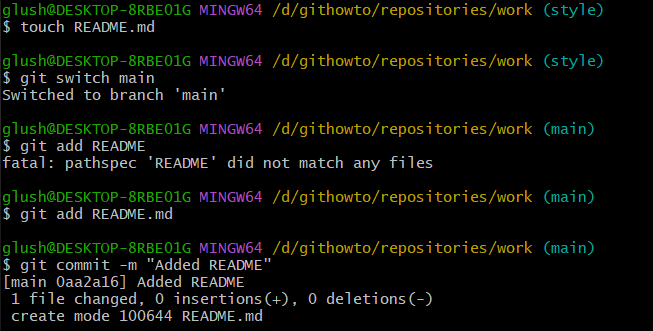 glush@DESKTOP-8RBE01G MINGW64 /d/githowto/repositories/work (style)
$ touch README.md
glush@DESKTOP-8RBE01G MINGW64 /d/githowto/repositories/work (style)
$ git switch main
Switched to branch 'main'
glush@DESKTOP-8RBE01G MINGW64 /d/githowto/repositories/work (main)
$ git add README
fatal: pathspec 'README' did not match any files
glush@DESKTOP-8RBE01G MINGW64 /d/githowto/repositories/work (main)
$ git add README.md
glush@DESKTOP-8RBE01G MINGW64 /d/githowto/repositories/work (main)
$ git commit -m "Added README"
[main 0aa2a16] Added README
 1 file changed, 0 insertions(+), 0 deletions(-)
 create mode 100644 README.md